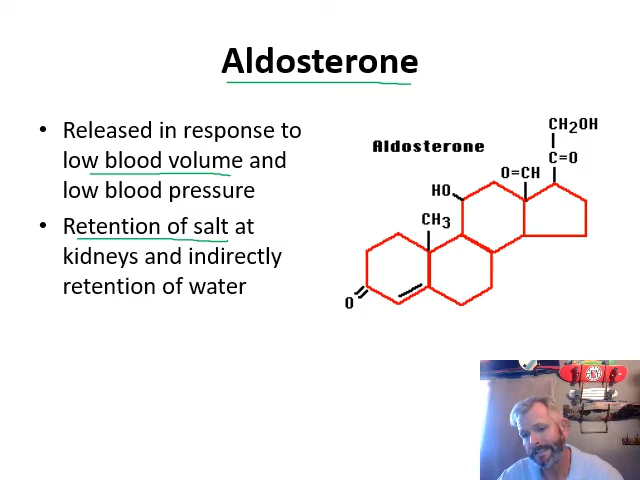 Aldosterone
• Released in response to
low blood volume and
low blood pressure
• Retention of salt at
kidneys and indirectly
retention of water
CH2OH
Aldosterone
C=O
O=CH
HO
CH3
O